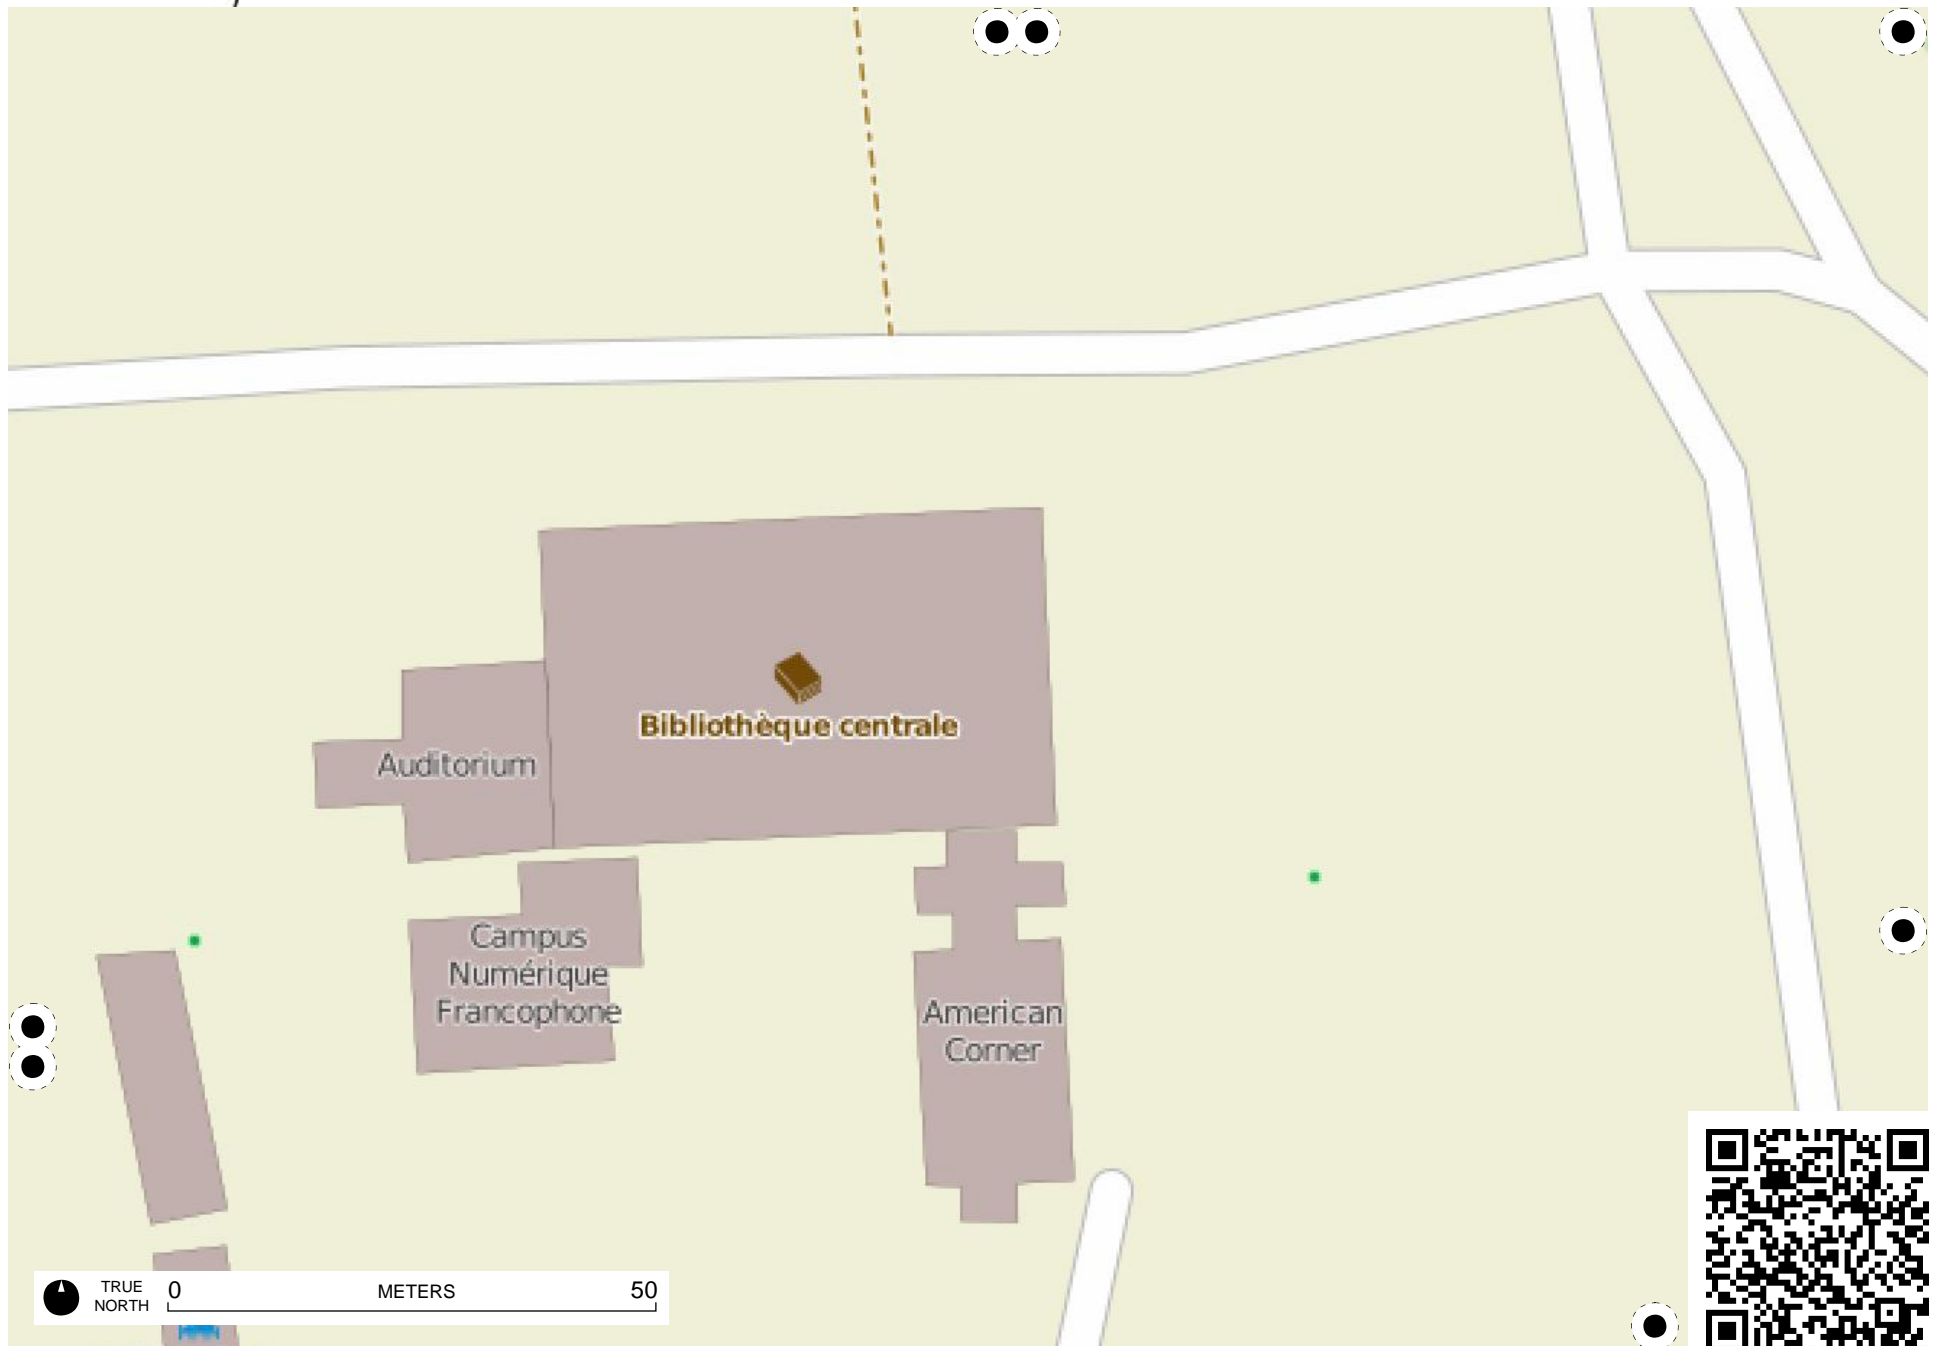 Bibliothèque centrale
Auditorium
Campus
Numérique
Francophone
American
Corner
TRUE
NORTH
0 METERS 50